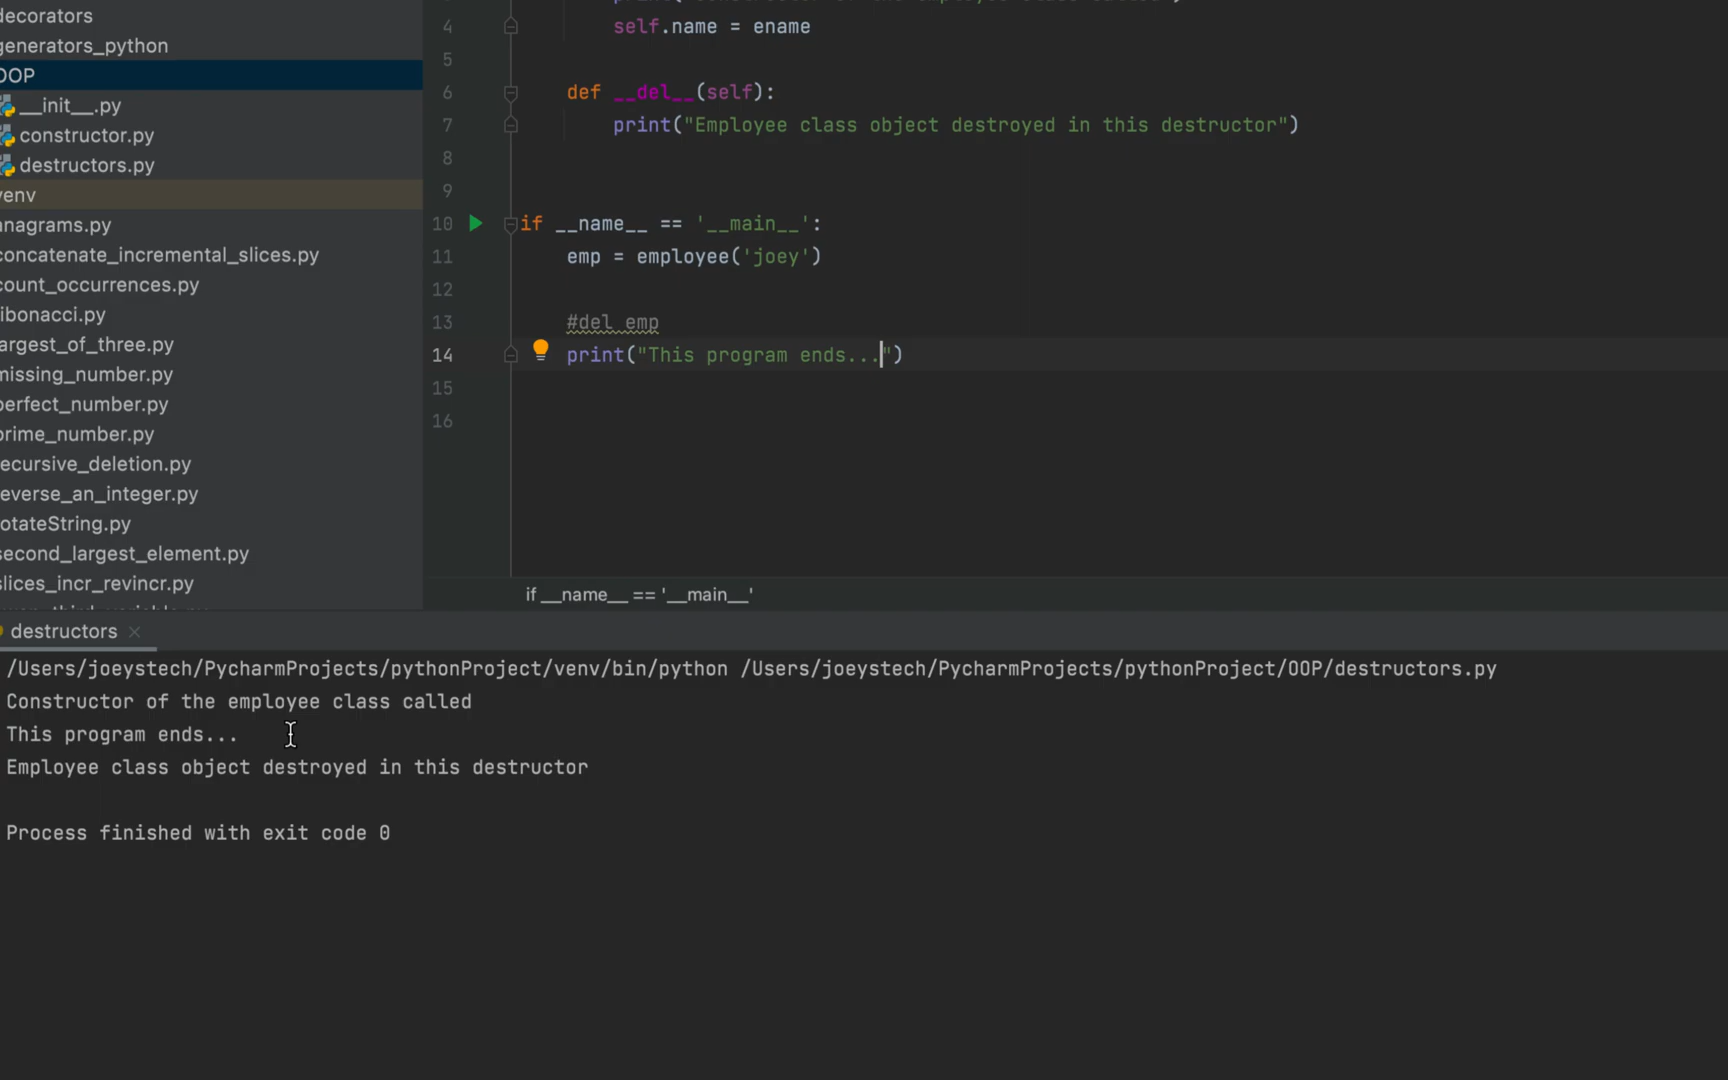 decorators
generators_python
OOP
__init__.py
constructor.py
destructors.py
venv
anagrams.py
concatenate_incremental_slices.py
count_occurrences.py
fibonacci.py
largest_of_three.py
missing_number.py
perfect_number.py
prime_number.py
recursive_deletion.py
reverse_an_integer.py
rotateString.py
second_largest_element.py
slices_incr_revincr.py
4 self.name = ename
5
6 def __del__(self):
7 print("Employee class object destroyed in this destructor")
8
9
10 if __name__ == '__main__':
11 emp = employee('joey')
12
13 #del emp
14 print("This program ends...")
15
16
if __name__ == '__main__'
destructors
/Users/joeystech/PycharmProjects/pythonProject/venv/bin/python /Users/joeystech/PycharmProjects/pythonProject/OOP/destructors.py
Constructor of the employee class called
This program ends...
Employee class object destroyed in this destructor
Process finished with exit code 0